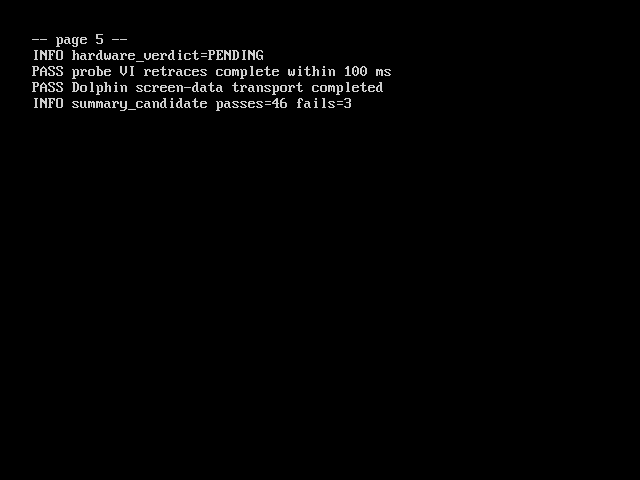 -- page 5 --
INFO hardware_verdict=PENDING
PASS probe VI retraces complete within 100 ms
PASS Dolphin screen-data transport completed
INFO summary_candidate passes=46 fails=3